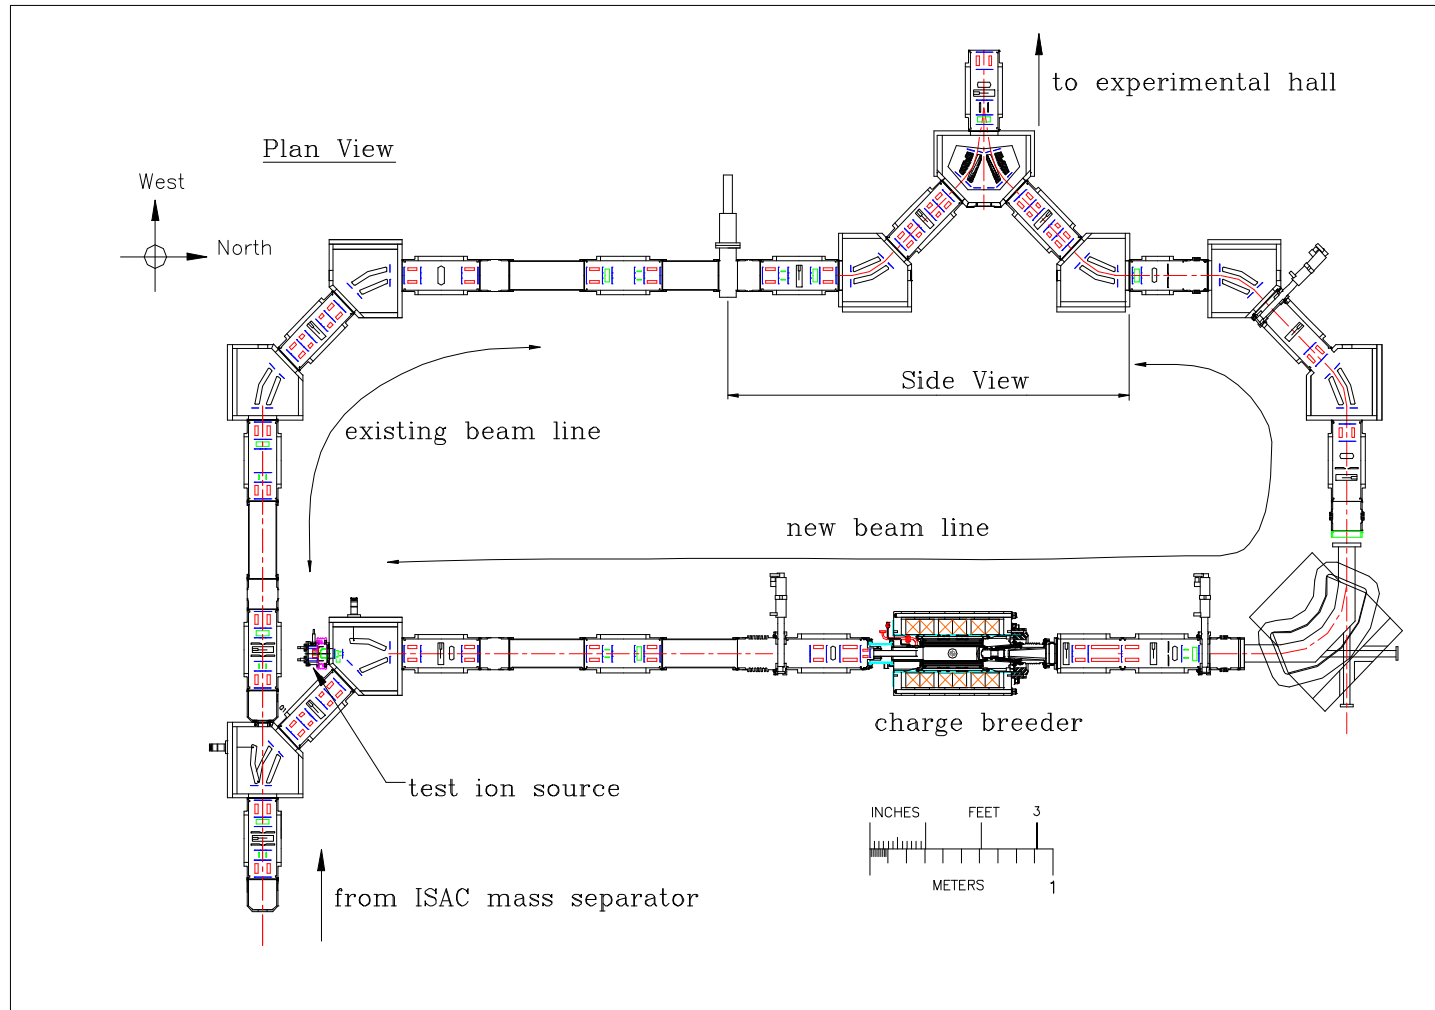 to experimental hall
Plan View
West
North
Side View
existing beam line
new beam line
charge breeder
test ion source
INCHES
FEET
3
METERS
1
from ISAC mass separator